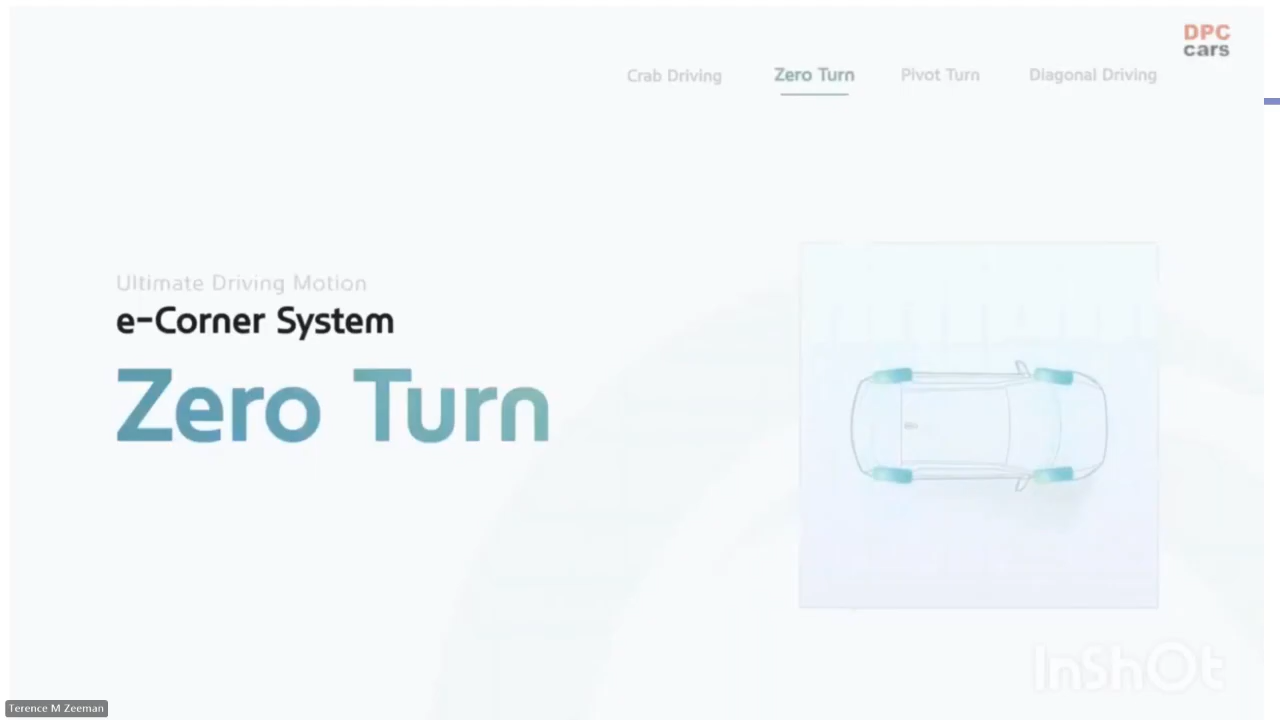 DPC
cars
Crab Driving
Zero Turn
Pivot Turn
Diagonal Driving
Ultimate Driving Motion
e-Corner System
Zero Turn
InShOt
Terence M Zeeman